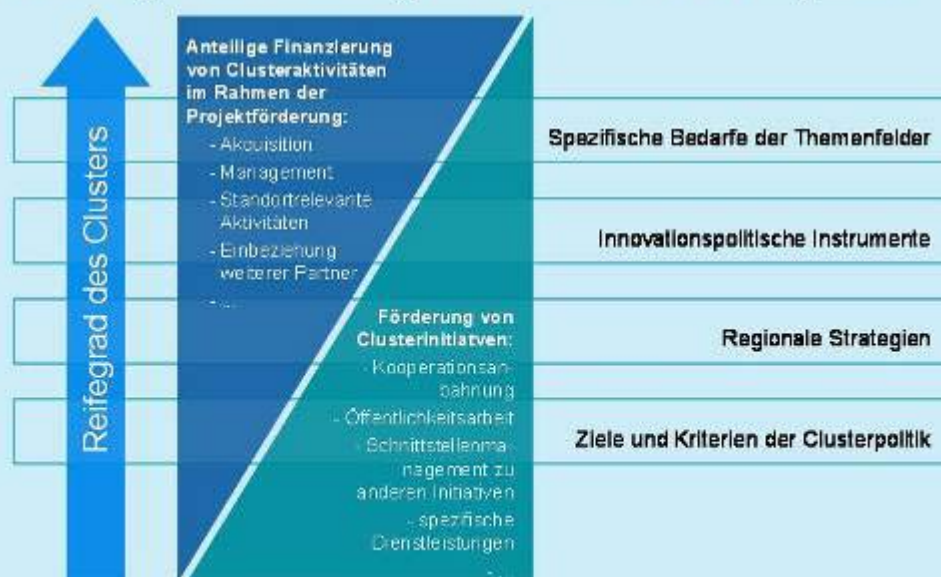 Anteilige Finanzierung
von Clusteraktivitäten
im Rahmen der
Projektförderung:
- Akquisition
- Management
- Standortrelevante
Aktivitäten
- Einbeziehung
weiterer Partner
- ...
Reifegrad des Clusters
Förderung von
Clusterinitiatven:
- Kooperationsan-
bahnung
- Öffentlichkeitsarbeit
- Schnittstellenma-
nagement zu
anderen Initiativen
- spezifische
Dienstleistungen
Spezifische Bedarfe der Themenfelder
Innovationspolitische Instrumente
Regionale Strategien
Ziele und Kriterien der Clusterpolitik